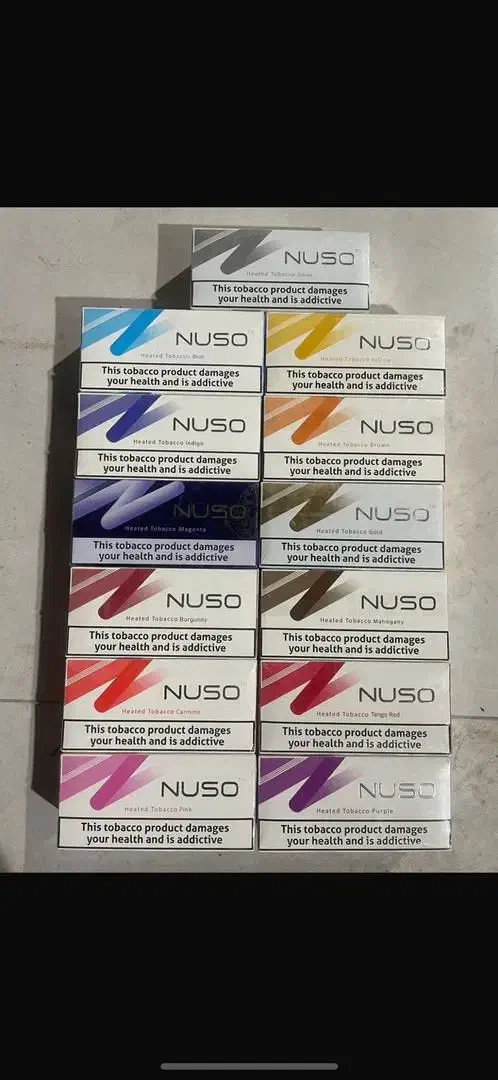 NUSO
Heated Tobacco Silver
This tobacco product damages
your health and is addictive
NUSO
Heated Tobacco Blue
This tobacco product damages
your health and is addictive
NUSO
Heated Tobacco Yellow
This tobacco product damages
your health and is addictive
NUSO
Heated Tobacco Indigo
This tobacco product damages
your health and is addictive
NUSO
Heated Tobacco Brown
This tobacco product damages
your health and is addictive
NUSO
Heated Tobacco Magenta
This tobacco product damages
your health and is addictive
NUSO
Heated Tobacco Gold
This tobacco product damages
your health and is addictive
NUSO
Heated Tobacco Burgundy
This tobacco product damages
your health and is addictive
NUSO
Heated Tobacco Mahogany
This tobacco product damages
your health and is addictive
NUSO
Heated Tobacco Carmine
This tobacco product damages
your health and is addictive
NUSO
Heated Tobacco Tango Red
This tobacco product damages
your health and is addictive
NUSO
Heated Tobacco Pink
This tobacco product damages
your health and is addictive
NUSO
Heated Tobacco Purple
This tobacco product damages
your health and is addictive